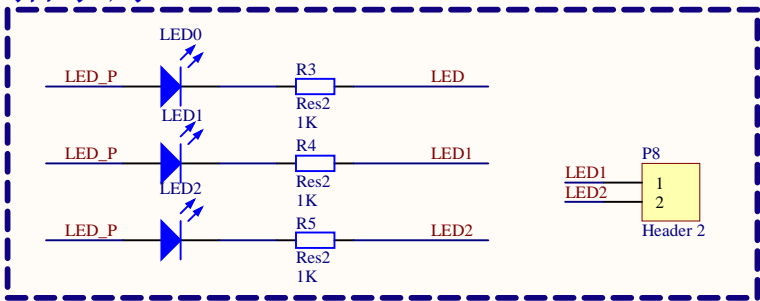 LED0
LED_P
R3
LED
Res2
1K
LED1
LED_P
R4
LED1
Res2
1K
LED2
LED_P
R5
LED2
Res2
1K
P8
LED1
1
LED2
2
Header 2